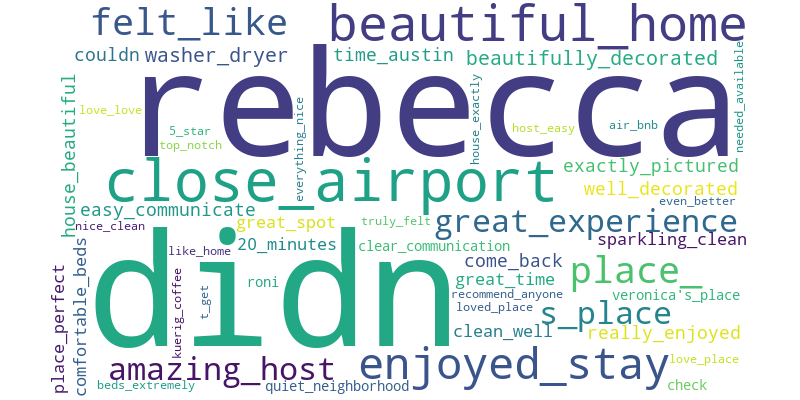 felt_like
beautiful_home
couldn
washer_dryer
time_austin
beautifully_decorated
needed_available
rebecca
house_beautiful
love_love
5_star
top_notch
everything_nice
house_exactly
host_easy
air_bnb
close_airport
exactly_pictured
well_decorated
even_better
easy_communicate
great_spot
truly_felt
great_experience
nice_clean
didn
20_minutes
clear_communication
sparkling_clean
like_home
come_back
place_
comfortable_beds
place_perfect
kuerig_coffee
t_get
roni
great_time
recommend_anyone
veronica's_place
loved_place
s_place
clean_well
really_enjoyed
amazing_host
enjoyed_stay
love_place
beds_extremely
quiet_neighborhood
check